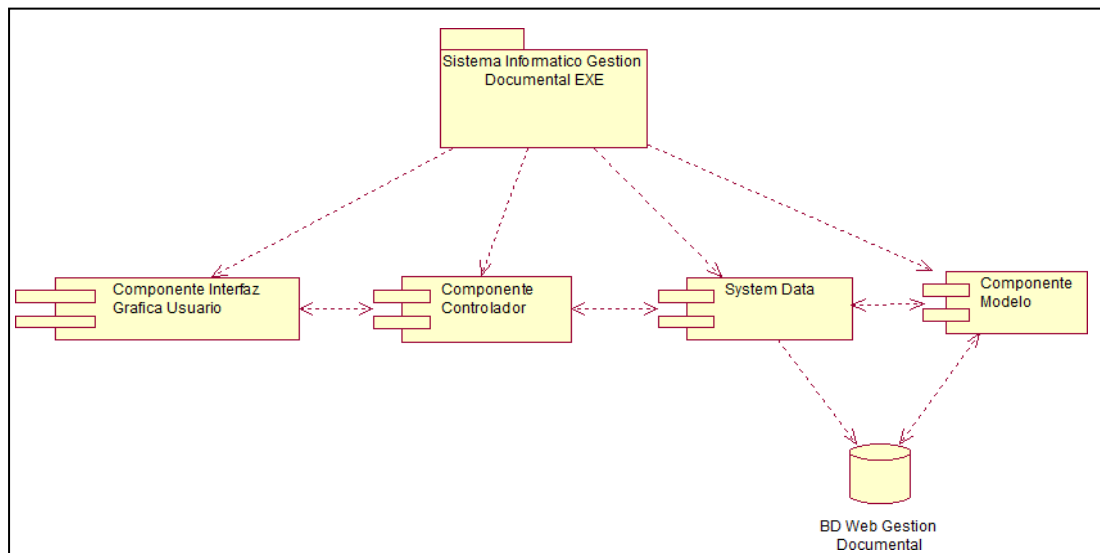 Sistema Informatico Gestion
Documental EXE
Componente Interfaz
Grafica Usuario
Componente
Controlador
System Data
Componente
Modelo
BD Web Gestion
Documental